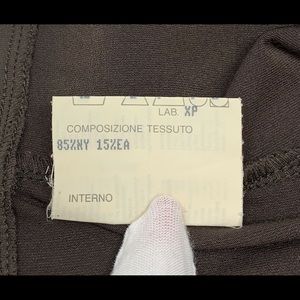 LAB. XP
COMPOSIZIONE TESSUTO
85%NY 15%EA
INTERNO